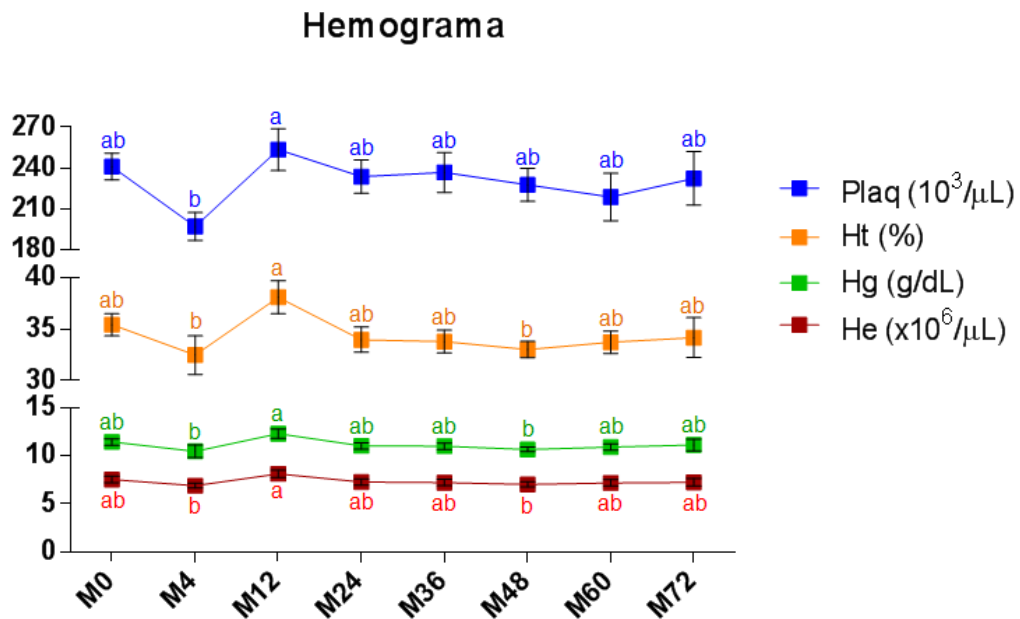 Hemograma
270
240
210
180
40
35
30
15
10
5
0
ab b a ab ab ab ab ab
ab b a ab ab b ab ab
ab b a ab ab b ab ab
ab b a ab ab b ab ab
M0 M4 M12 M24 M36 M48 M60 M72
Plaq (10³/μL)
Ht (%)
Hg (g/dL)
He (x10⁶/μL)